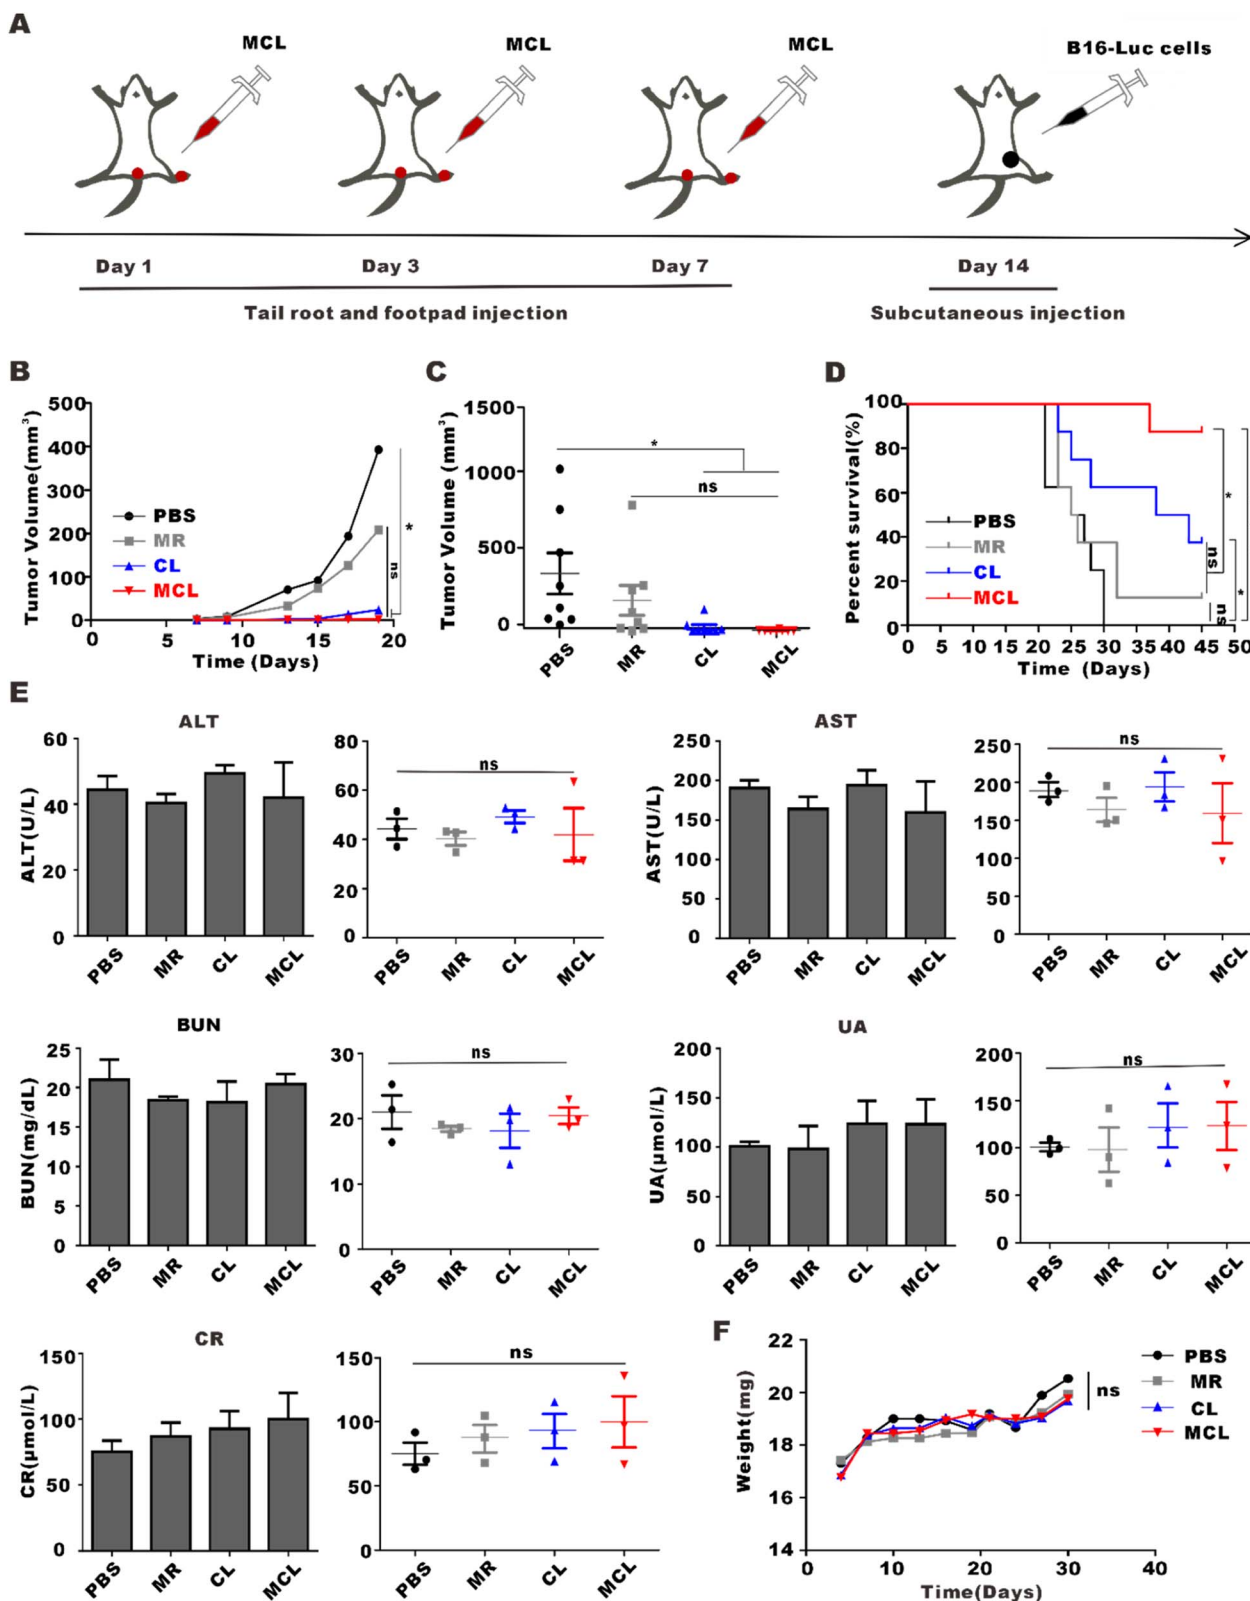 A
MCL
MCL
MCL
B16-Luc cells
Day 1
Day 3
Day 7
Day 14
Tail root and footpad injection
Subcutaneous injection
B
Tumor Volume(mm³)
500
400
300
200
100
0
0
5
10
15
20
Time (Days)
PBS
MR
CL
MCL
ns
*
C
Tumor Volume (mm³)
1500
1000
500
0
*
ns
PBS
MR
CL
MCL
D
Percent survival(%)
100
80
60
40
20
0
0
5
10
15
20
25
30
35
40
45
50
Time (Days)
PBS
MR
CL
MCL
ns
ns
*
*
*
E
ALT
ALT(U/L)
60
40
20
0
PBS
MR
CL
MCL
80
60
40
20
0
ns
PBS
MR
CL
MCL
AST
AST(U/L)
250
200
150
100
50
0
PBS
MR
CL
MCL
250
200
150
100
50
0
ns
PBS
MR
CL
MCL
BUN
BUN(mg/dL)
25
20
15
10
5
0
PBS
MR
CL
MCL
30
20
10
0
ns
PBS
MR
CL
MCL
UA
UA(μmol/L)
200
150
100
50
0
PBS
MR
CL
MCL
200
150
100
50
0
ns
PBS
MR
CL
MCL
CR
CR(μmol/L)
150
100
50
0
PBS
MR
CL
MCL
150
100
50
0
ns
PBS
MR
CL
MCL
F
Weight(mg)
22
20
18
16
14
0
10
20
30
40
Time(Days)
PBS
MR
CL
MCL
ns